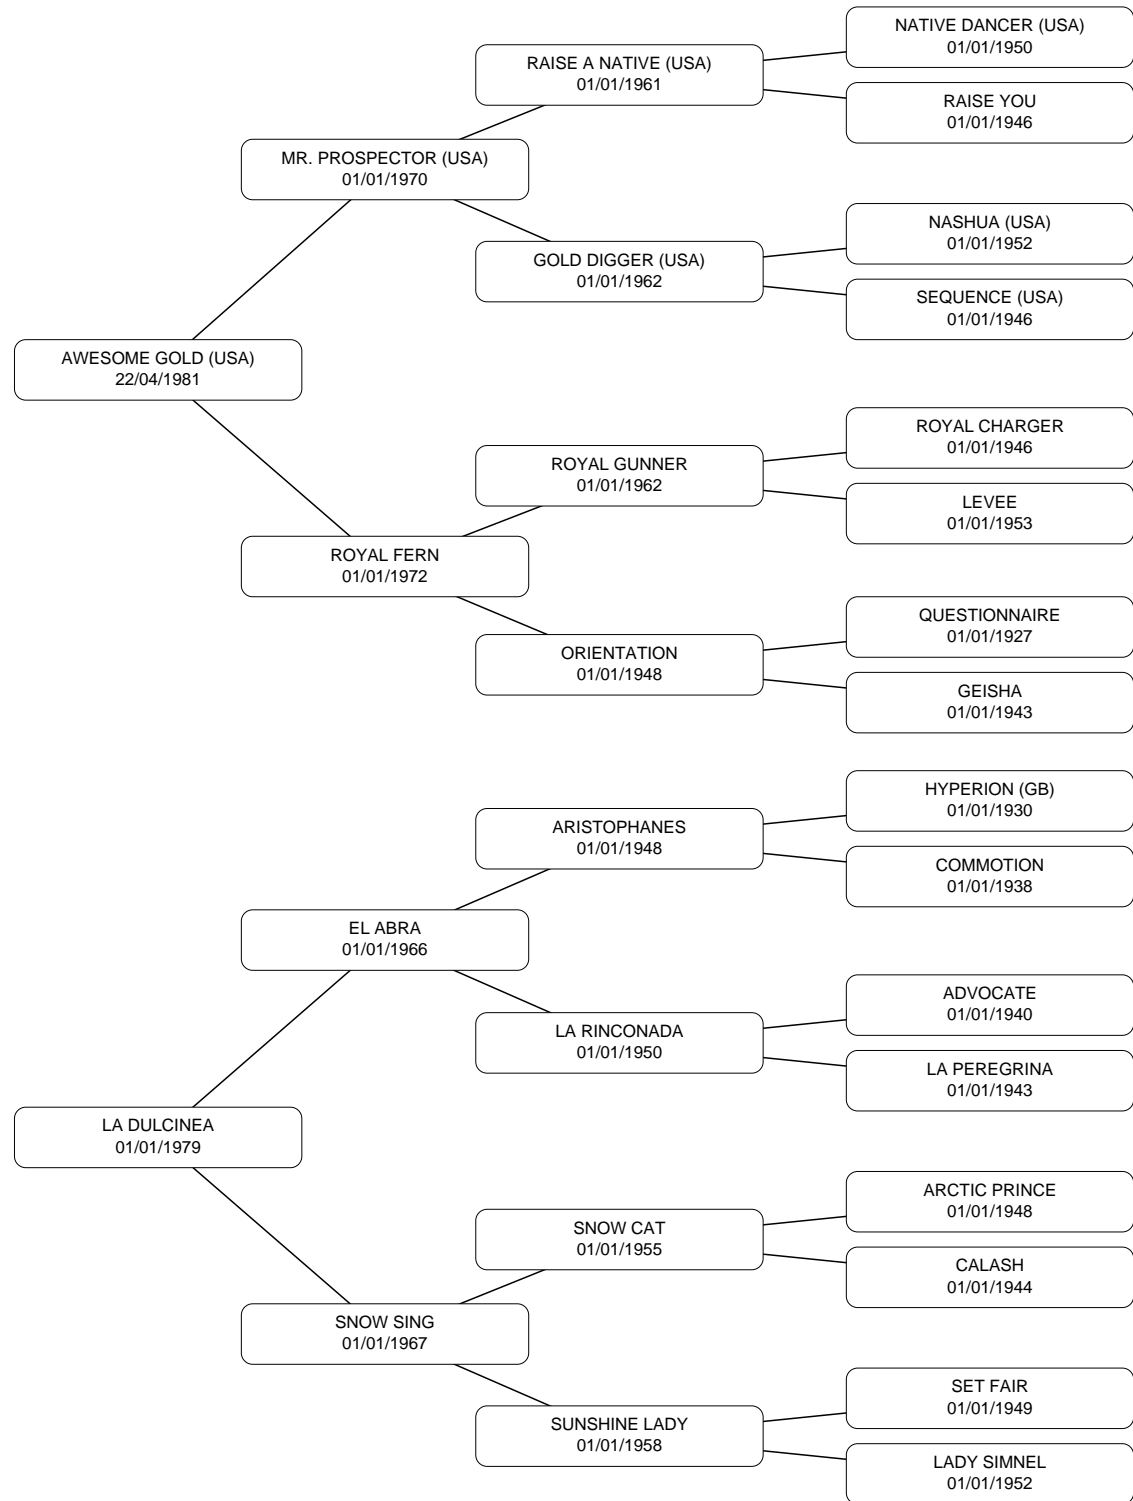 NATIVE DANCER (USA)
01/01/1950
RAISE A NATIVE (USA)
01/01/1961
RAISE YOU
01/01/1946
MR. PROSPECTOR (USA)
01/01/1970
NASHUA (USA)
01/01/1952
GOLD DIGGER (USA)
01/01/1962
SEQUENCE (USA)
01/01/1946
AWESOME GOLD (USA)
22/04/1981
ROYAL CHARGER
01/01/1946
ROYAL GUNNER
01/01/1962
LEVEE
01/01/1953
ROYAL FERN
01/01/1972
QUESTIONNAIRE
01/01/1927
ORIENTATION
01/01/1948
GEISHA
01/01/1943
HYPERION (GB)
01/01/1930
ARISTOPHANES
01/01/1948
COMMOTION
01/01/1938
EL ABRA
01/01/1966
ADVOCATE
01/01/1940
LA RINCONADA
01/01/1950
LA PEREGRINA
01/01/1943
LA DULCINEA
01/01/1979
ARCTIC PRINCE
01/01/1948
SNOW CAT
01/01/1955
CALASH
01/01/1944
SNOW SING
01/01/1967
SET FAIR
01/01/1949
SUNSHINE LADY
01/01/1958
LADY SIMNEL
01/01/1952